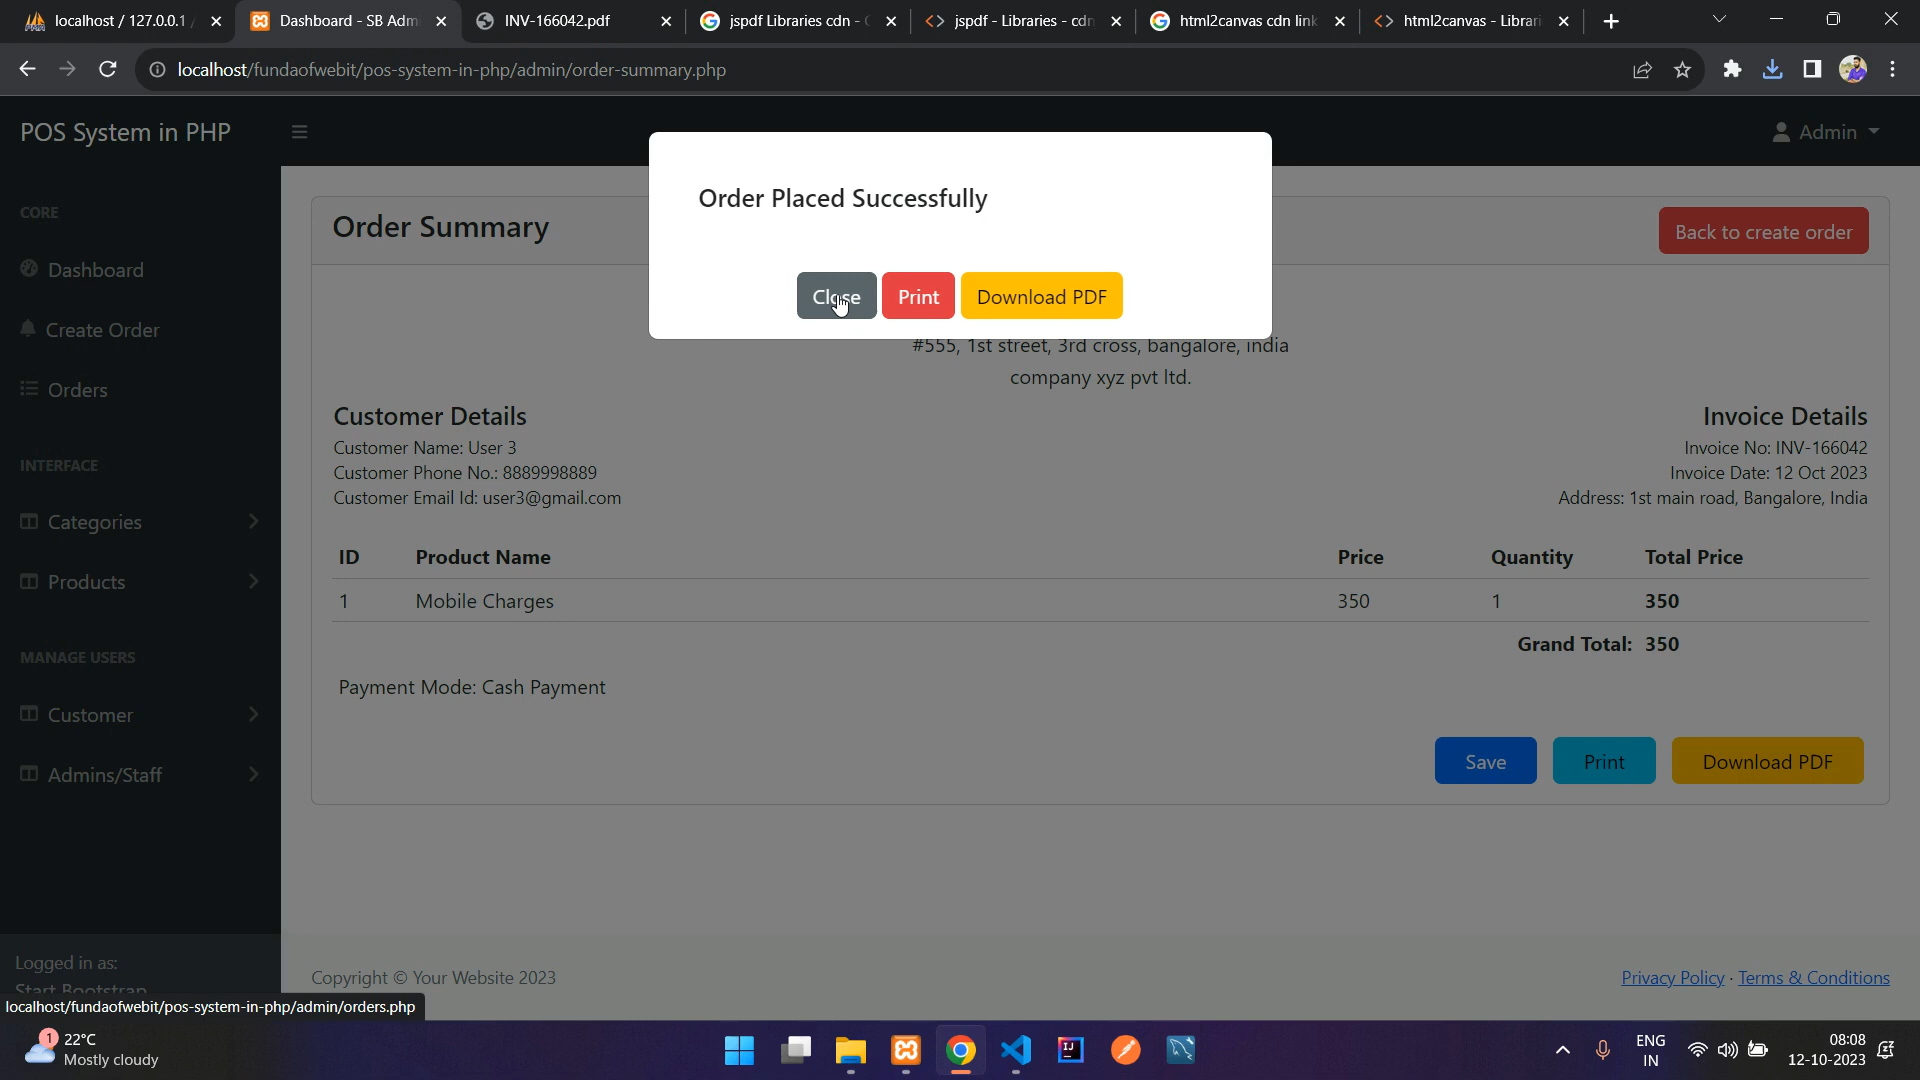 localhost / 127.0.0.1
Dashboard - SB Adm
INV-166042.pdf
jspdf Libraries cdn -
jspdf - Libraries - cdn
html2canvas cdn link
html2canvas - Librari
localhost/fundaofwebit/pos-system-in-php/admin/order-summary.php
POS System in PHP
Admin
Order Placed Successfully
Close
Print
Download PDF
CORE
Dashboard
Create Order
Orders
INTERFACE
Categories
Products
MANAGE USERS
Customer
Admins/Staff
Logged in as:
Start Bootstrap
Order Summary
Back to create order
#555, 1st street, 3rd cross, bangalore, india
company xyz pvt ltd.
Customer Details
Customer Name: User 3
Customer Phone No.: 8889998889
Customer Email Id: user3@gmail.com
Invoice Details
Invoice No: INV-166042
Invoice Date: 12 Oct 2023
Address: 1st main road, Bangalore, India
ID Product Name Price Quantity Total Price
1 Mobile Charges 350 1 350
Grand Total: 350
Payment Mode: Cash Payment
Save
Print
Download PDF
Copyright © Your Website 2023
Privacy Policy · Terms & Conditions
localhost/fundaofwebit/pos-system-in-php/admin/orders.php
1
22°C
Mostly cloudy
IJ
ENG
IN
08:08
12-10-2023